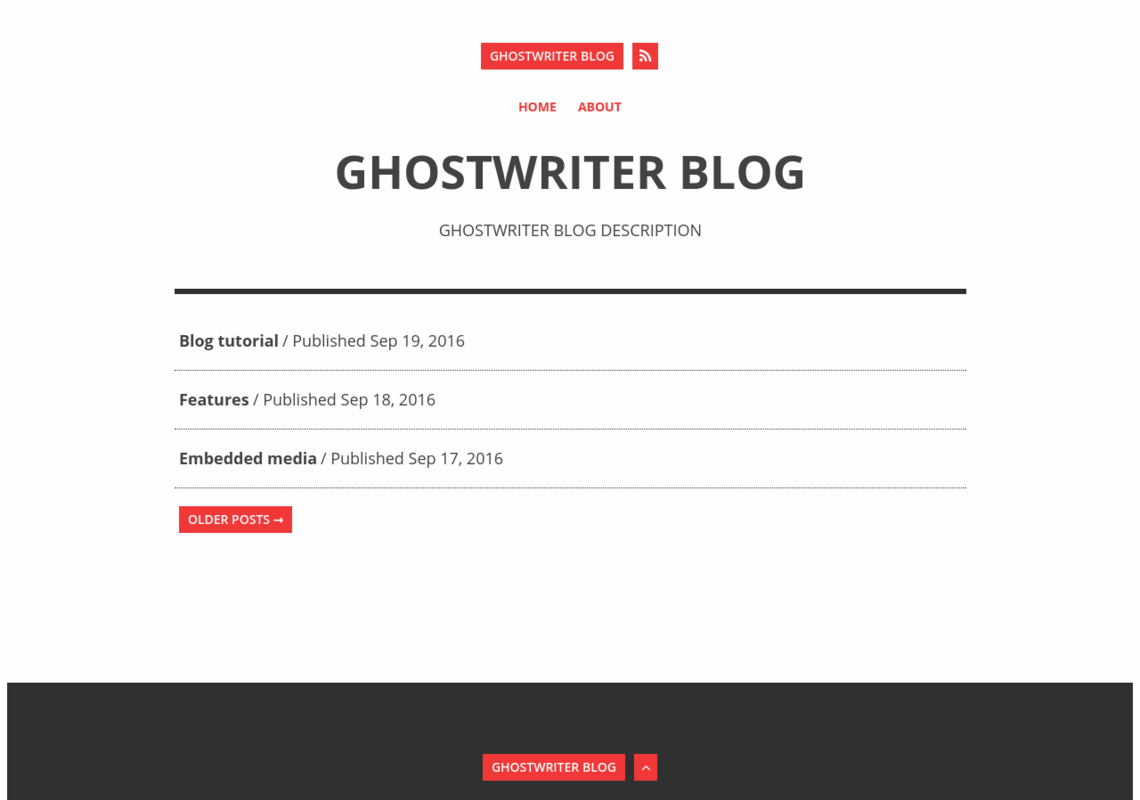 GHOSTWRITER BLOG
HOME ABOUT
GHOSTWRITER BLOG
GHOSTWRITER BLOG DESCRIPTION
Blog tutorial / Published Sep 19, 2016
Features / Published Sep 18, 2016
Embedded media / Published Sep 17, 2016
OLDER POSTS →
GHOSTWRITER BLOG